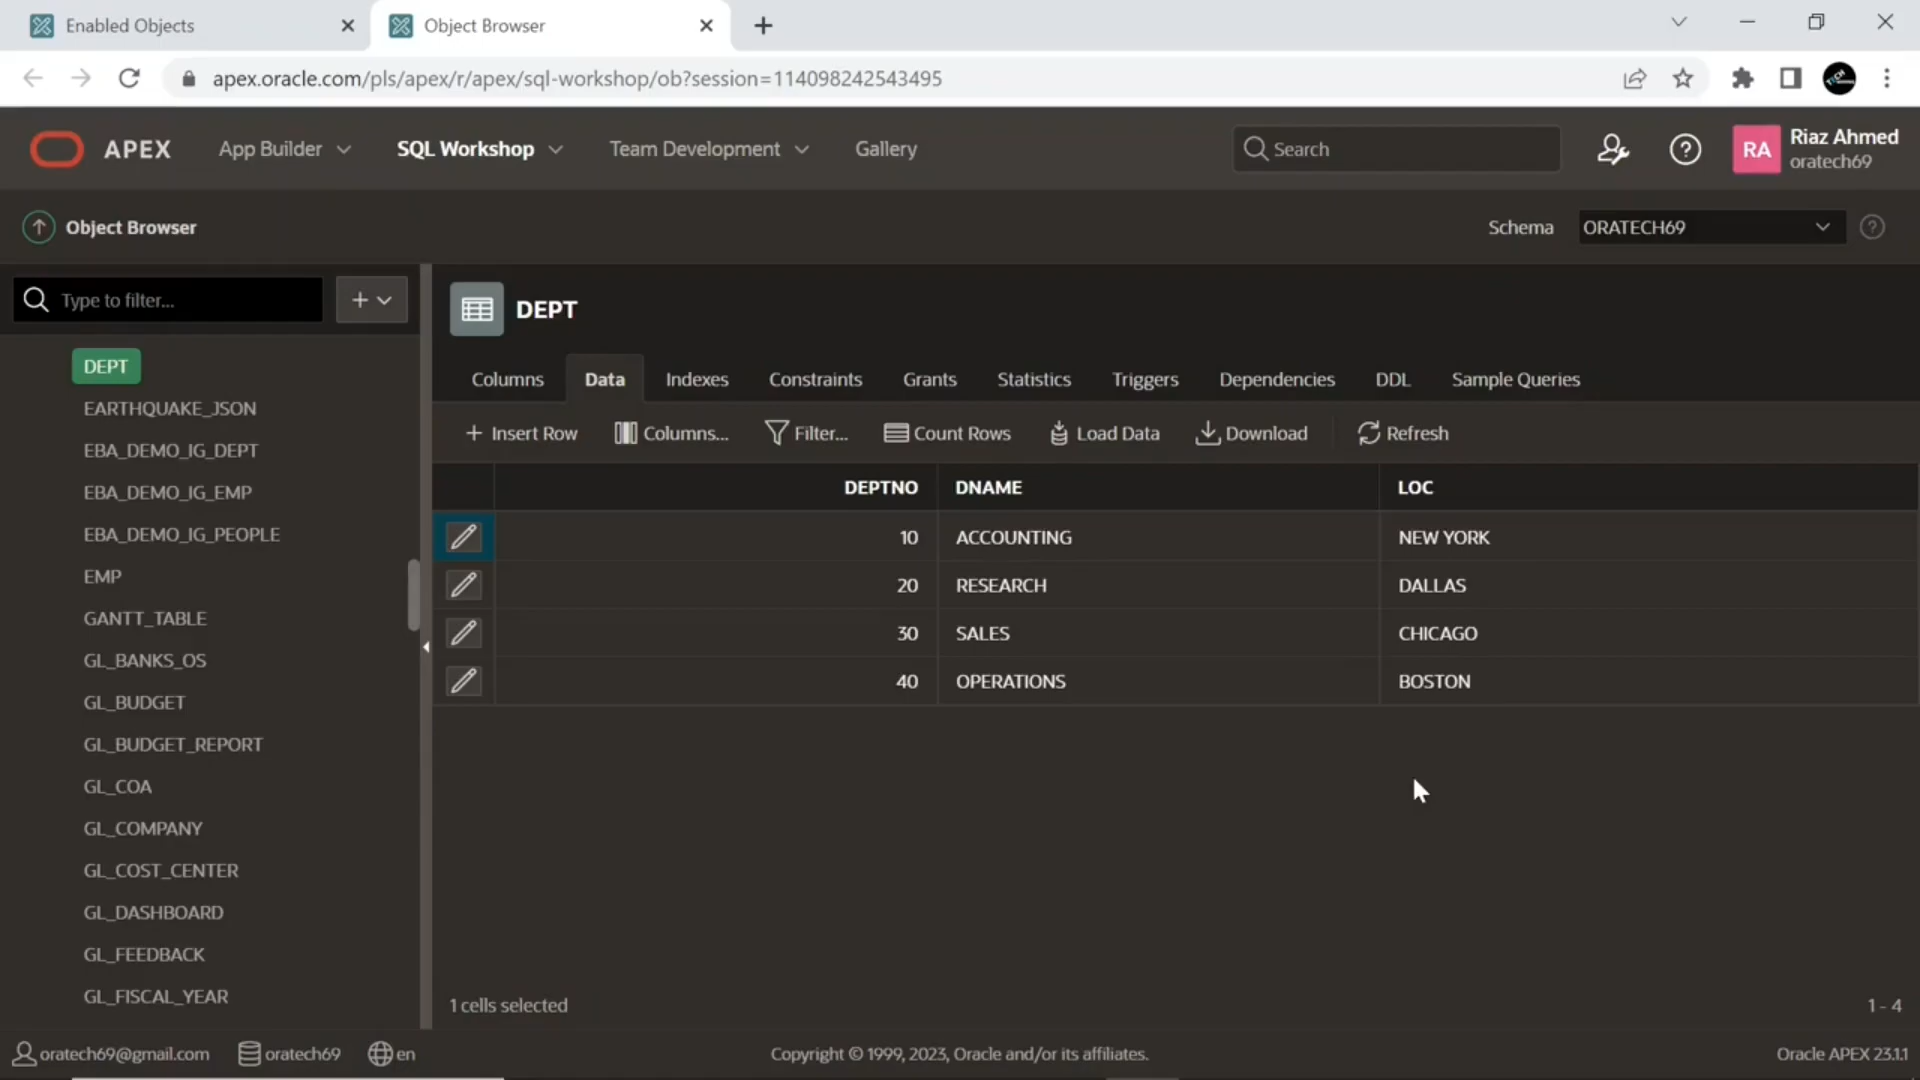 Enabled Objects
Object Browser
apex.oracle.com/pls/apex/r/apex/sql-workshop/ob?session=114098242543495
APEX
App Builder
SQL Workshop
Team Development
Gallery
Search
RA
Riaz Ahmed
oratech69
Object Browser
Schema
ORATECH69
Type to filter...
DEPT
EARTHQUAKE_JSON
EBA_DEMO_IG_DEPT
EBA_DEMO_IG_EMP
EBA_DEMO_IG_PEOPLE
EMP
GANTT_TABLE
GL_BANKS_OS
GL_BUDGET
GL_BUDGET_REPORT
GL_COA
GL_COMPANY
GL_COST_CENTER
GL_DASHBOARD
GL_FEEDBACK
GL_FISCAL_YEAR
DEPT
Columns Data Indexes Constraints Grants Statistics Triggers Dependencies DDL Sample Queries
+ Insert Row Columns... Filter... Count Rows Load Data Download Refresh
DEPTNO DNAME LOC
10 ACCOUNTING NEW YORK
20 RESEARCH DALLAS
30 SALES CHICAGO
40 OPERATIONS BOSTON
1 cells selected
1 - 4
oratech69@gmail.com oratech69 en
Copyright © 1999, 2023, Oracle and/or its affiliates.
Oracle APEX 23.1.1